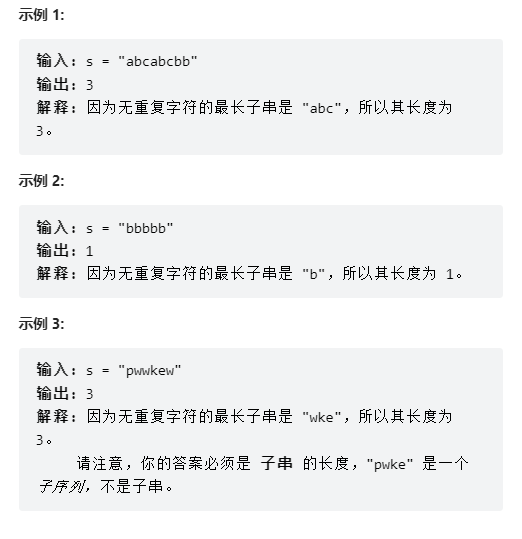 示例 1:
输入: s = "abcabcbb"
输出: 3
解释: 因为无重复字符的最长子串是 "abc"，所以其长度为
3。
示例 2:
输入: s = "bbbbb"
输出: 1
解释: 因为无重复字符的最长子串是 "b"，所以其长度为 1。
示例 3:
输入: s = "pwwkew"
输出: 3
解释: 因为无重复字符的最长子串是 "wke"，所以其长度为
3。
请注意，你的答案必须是 子串 的长度，"pwke" 是一个
子序列，不是子串。